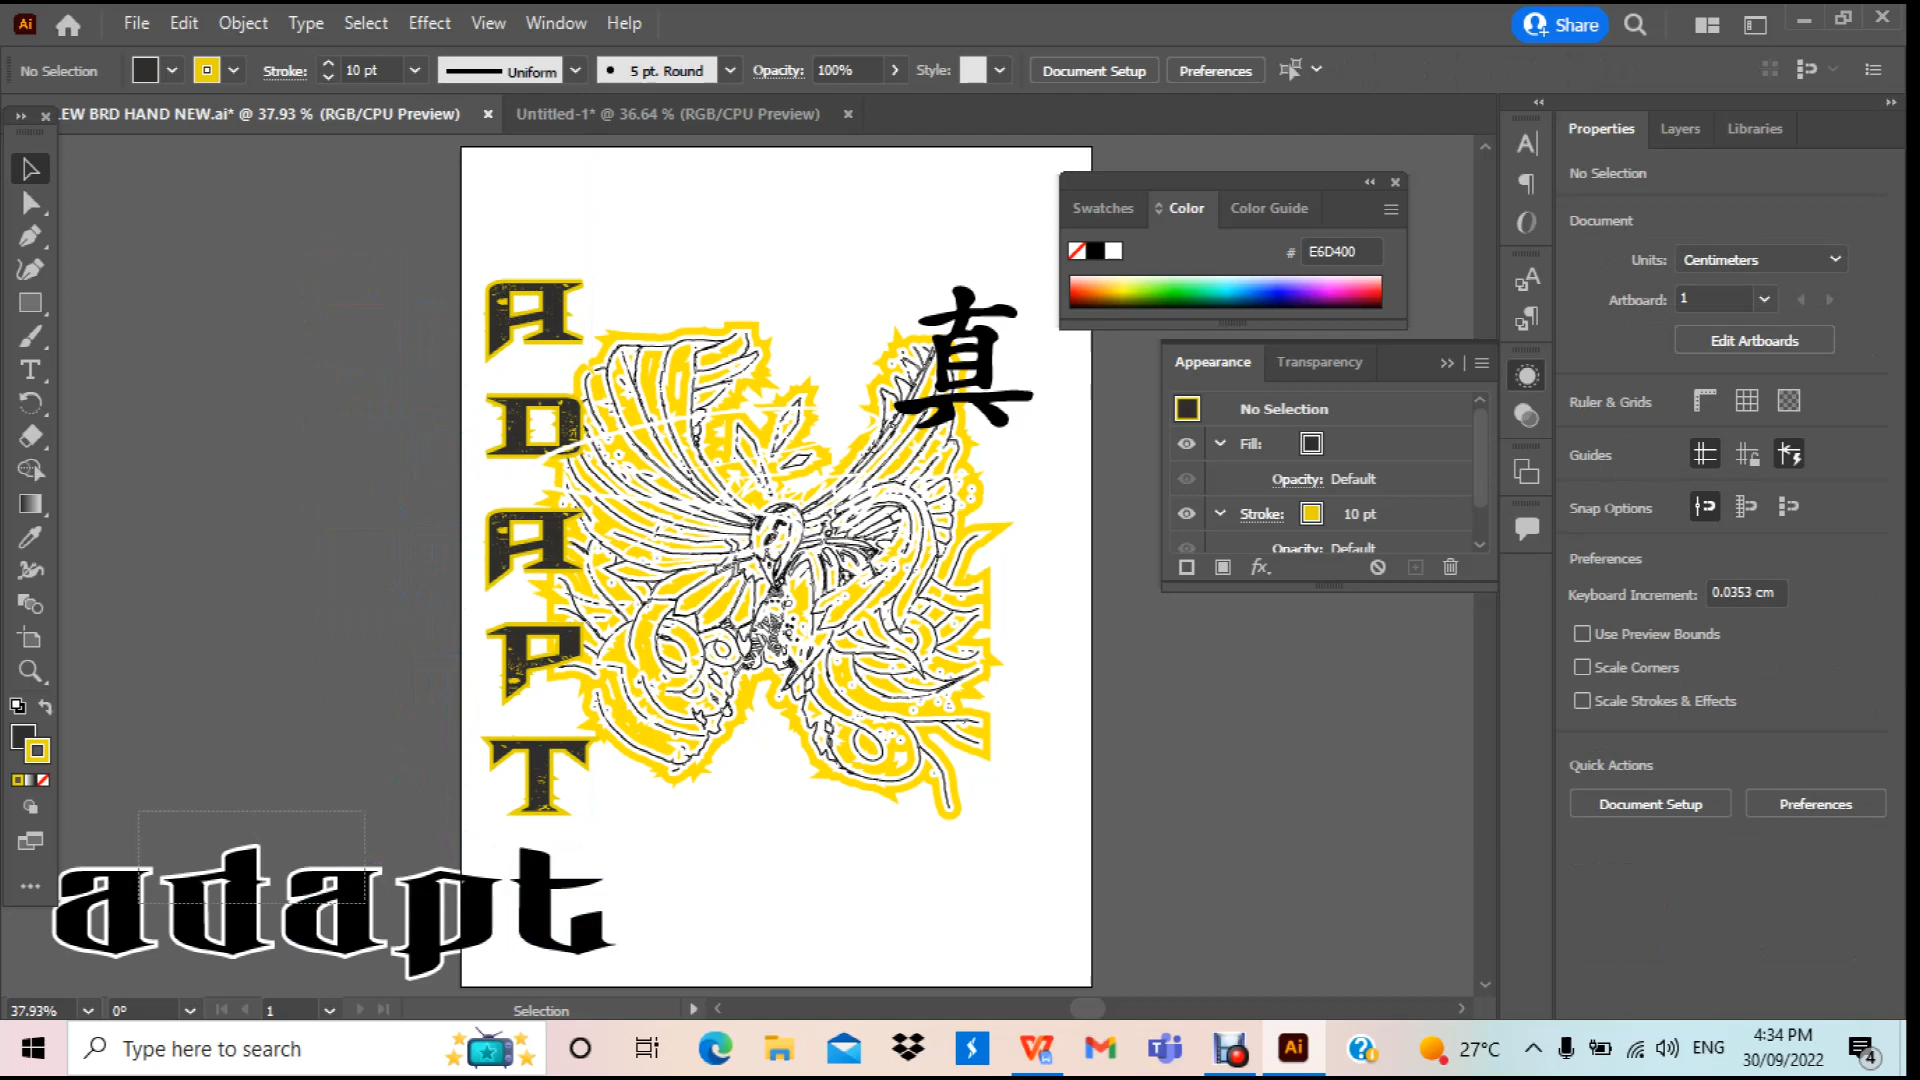 Ai File Edit Object Type Select Effect View Window Help Share
No Selection Stroke: 10 pt Uniform 5 pt. Round Opacity: 100% Style: Document Setup Preferences
EW BRD HAND NEW.ai* @ 37.93 % (RGB/CPU Preview) Untitled-1* @ 36.64 % (RGB/CPU Preview)
Properties Layers Libraries
No Selection
Document
Units: Centimeters
Artboard: 1
Edit Artboards
Ruler & Grids
Guides
Snap Options
Preferences
Keyboard Increment: 0.0353 cm
Use Preview Bounds
Scale Corners
Scale Strokes & Effects
Quick Actions
Document Setup Preferences
Swatches Color Color Guide
# E6D400
Appearance Transparency
No Selection
Fill:
Opacity: Default
Stroke: 10 pt
Opacity: Default
fx.
A
D
A
P
T
真
adapt
37.93% 0° 1 Selection
Type here to search
Ai
27°C ENG
4:34 PM
30/09/2022
4